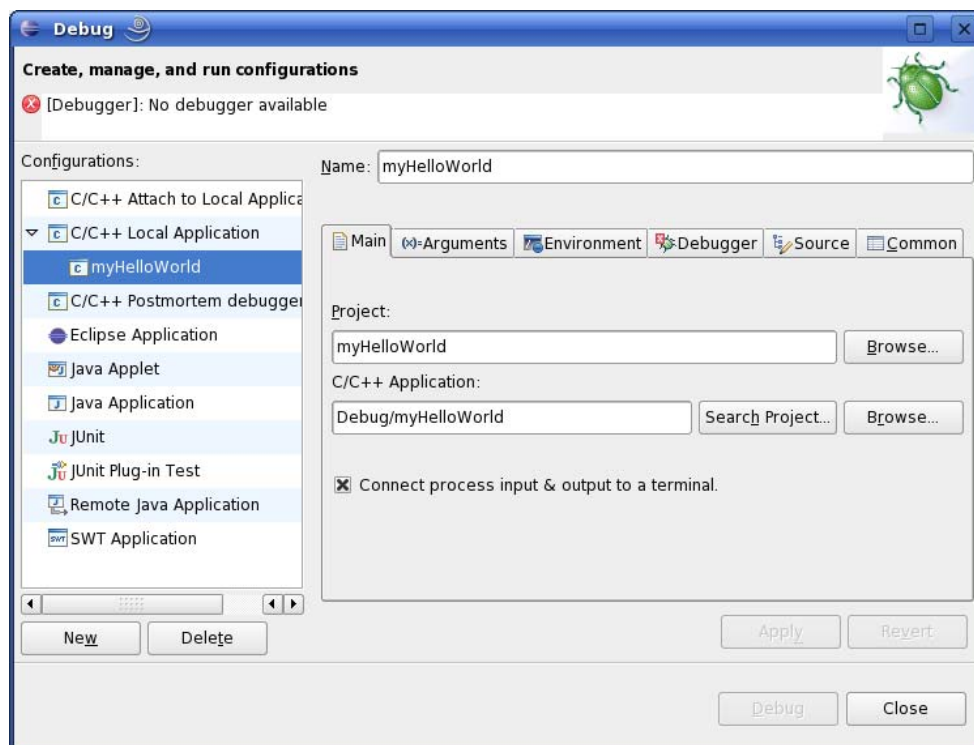 Debug
Create, manage, and run configurations
[Debugger]: No debugger available
Configurations:
C/C++ Attach to Local Applica
C/C++ Local Application
myHelloWorld
C/C++ Postmortem debugger
Eclipse Application
Java Applet
Java Application
JUnit
JUnit Plug-in Test
Remote Java Application
SWT Application
New Delete
Name: myHelloWorld
Main (x)=Arguments Environment Debugger Source Common
Project:
myHelloWorld Browse...
C/C++ Application:
Debug/myHelloWorld Search Project... Browse...
Connect process input & output to a terminal.
Apply Revert
Debug Close